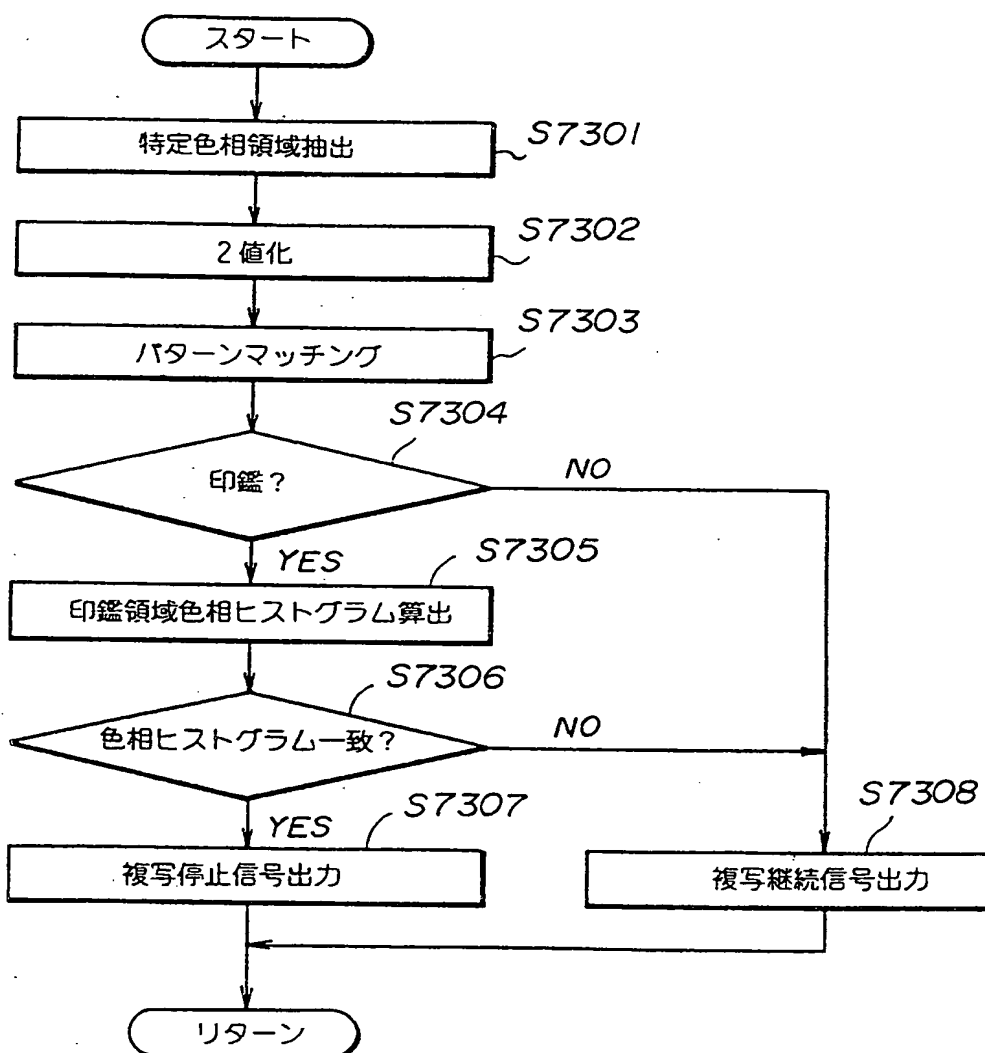 スタート
特定色相領域抽出
S7301
2値化
S7302
パターンマッチング
S7303
印鑑?
S7304
NO
YES
印鑑領域色相ヒストグラム算出
S7305
色相ヒストグラム一致?
S7306
NO
YES
複写停止信号出力
S7307
複写継続信号出力
S7308
リターン